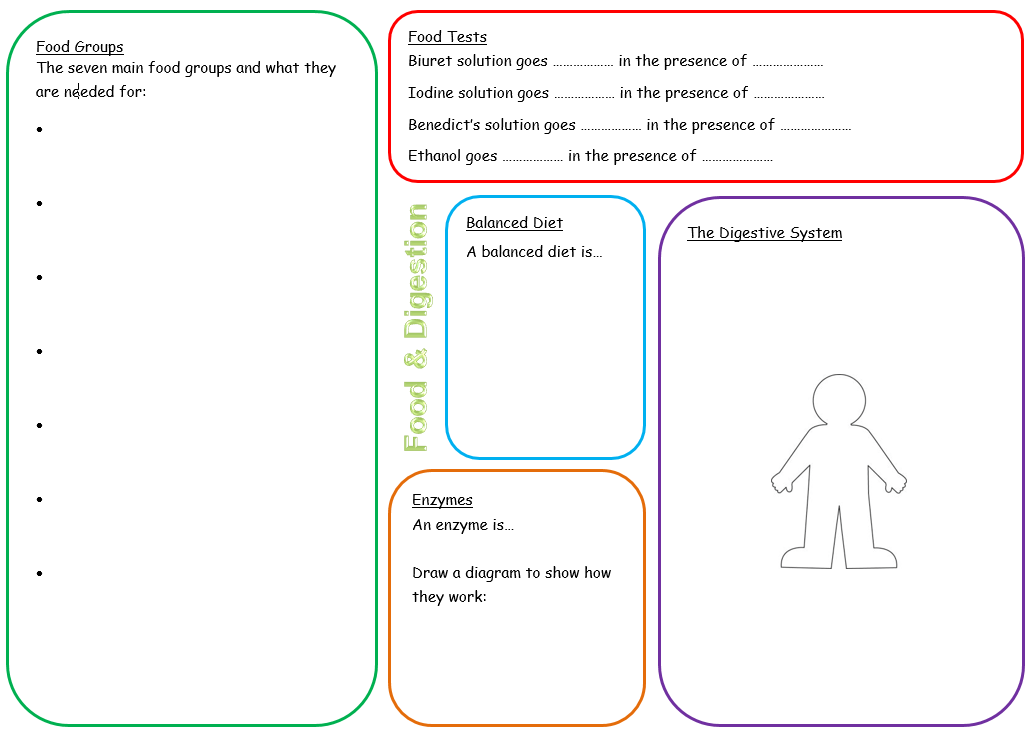 Food Groups
The seven main food groups and what they
are needed for:
•
•
•
•
•
•
•
Food Tests
Biuret solution goes ……………… in the presence of …………………
Iodine solution goes ……………… in the presence of …………………
Benedict's solution goes ……………… in the presence of …………………
Ethanol goes ……………… in the presence of …………………
Food & Digestion
Balanced Diet
A balanced diet is…
Enzymes
An enzyme is…
Draw a diagram to show how
they work:
The Digestive System